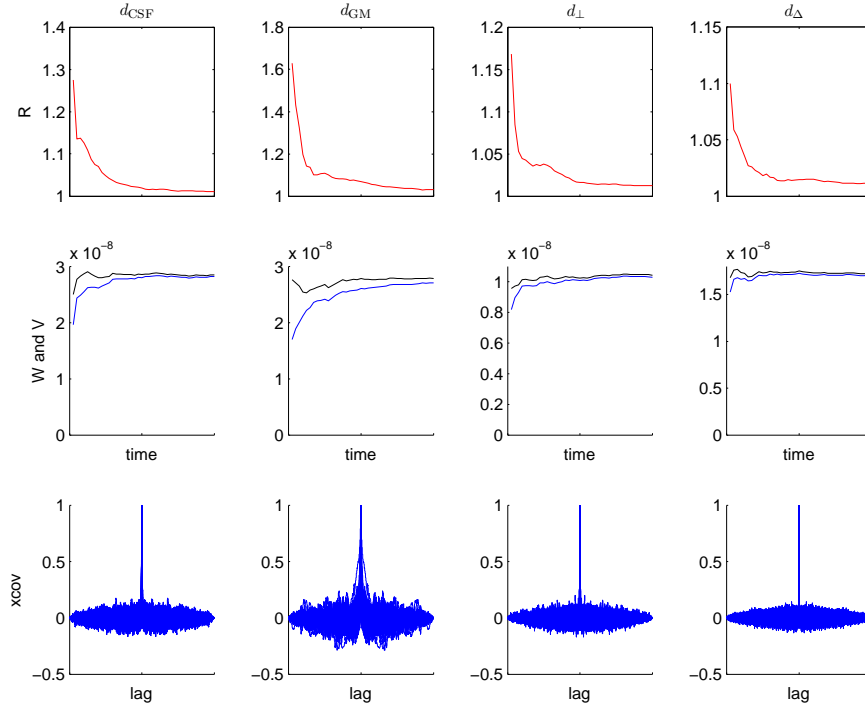 d_CSF d_GM d_⊥ d_Δ
1.4 1.8 1.2 1.15
1.3 1.6 1.15 1.1
1.2 1.4 1.1 1.05
1.1 1.2 1.05 1
1 1 1
R
x 10^−8 x 10^−8 x 10^−8 x 10^−8
3 3 1 1.5
2 2 0.8 1
1 1 0.6 0.5
0 0 0.4 0
0.2
0
W and V
time time time time
1 1 1 1
0.5 0.5 0.5 0.5
0 0 0 0
−0.5 −0.5 −0.5 −0.5
xcov
lag lag lag lag